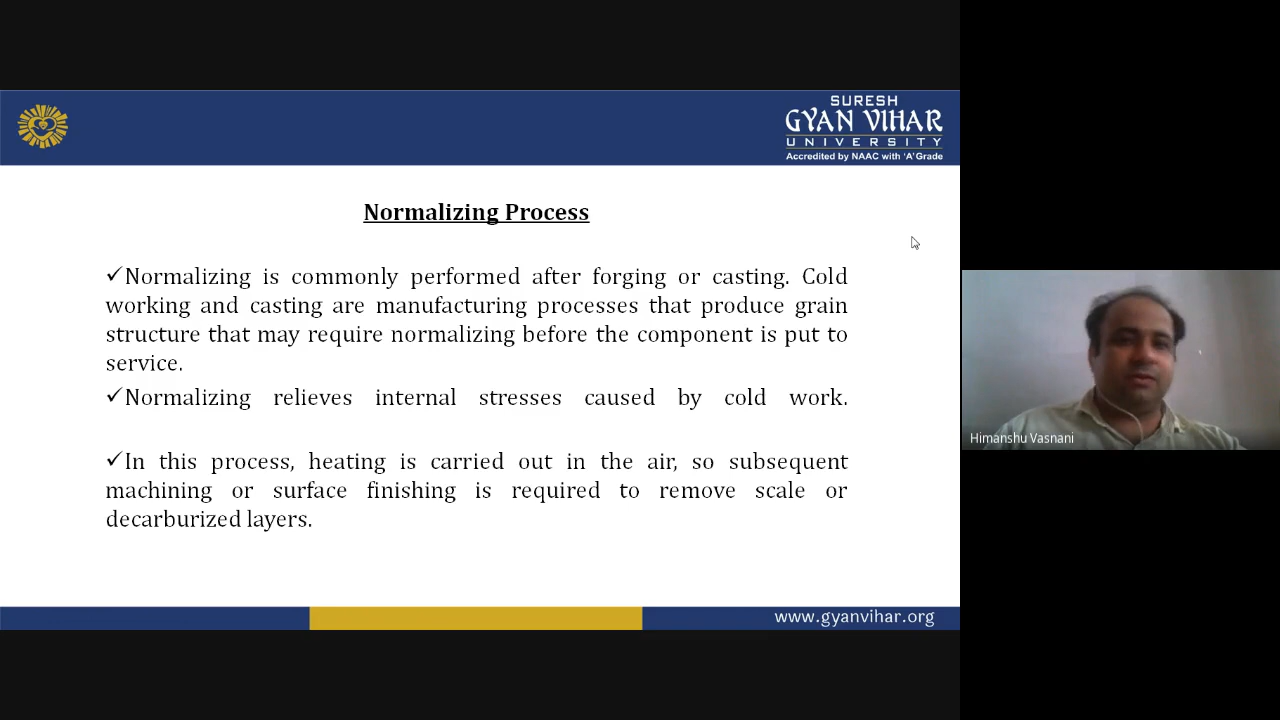 SURESH
GYAN VIHAR
UNIVERSITY
Accredited by NAAC with 'A' Grade
Normalizing Process
✓Normalizing is commonly performed after forging or casting. Cold
working and casting are manufacturing processes that produce grain
structure that may require normalizing before the component is put to
service.
✓Normalizing relieves internal stresses caused by cold work.
✓In this process, heating is carried out in the air, so subsequent
machining or surface finishing is required to remove scale or
decarburized layers.
Himanshu Vasnani
www.gyanvihar.org